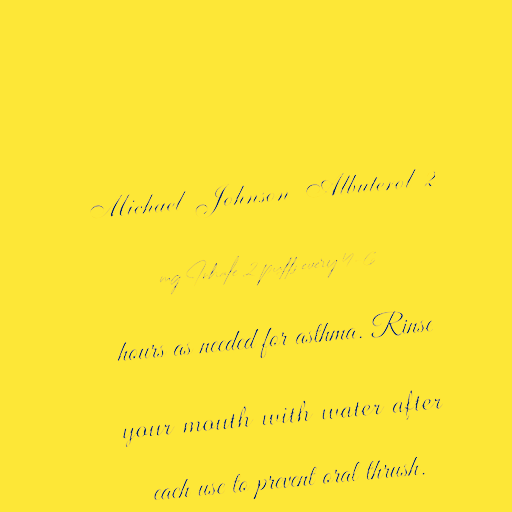 Michael Johnson Albuterol 2
mg Inhale 2 puffs every 4-6
hours as needed for asthma. Rinse
your mouth with water after
each use to prevent oral thrush.